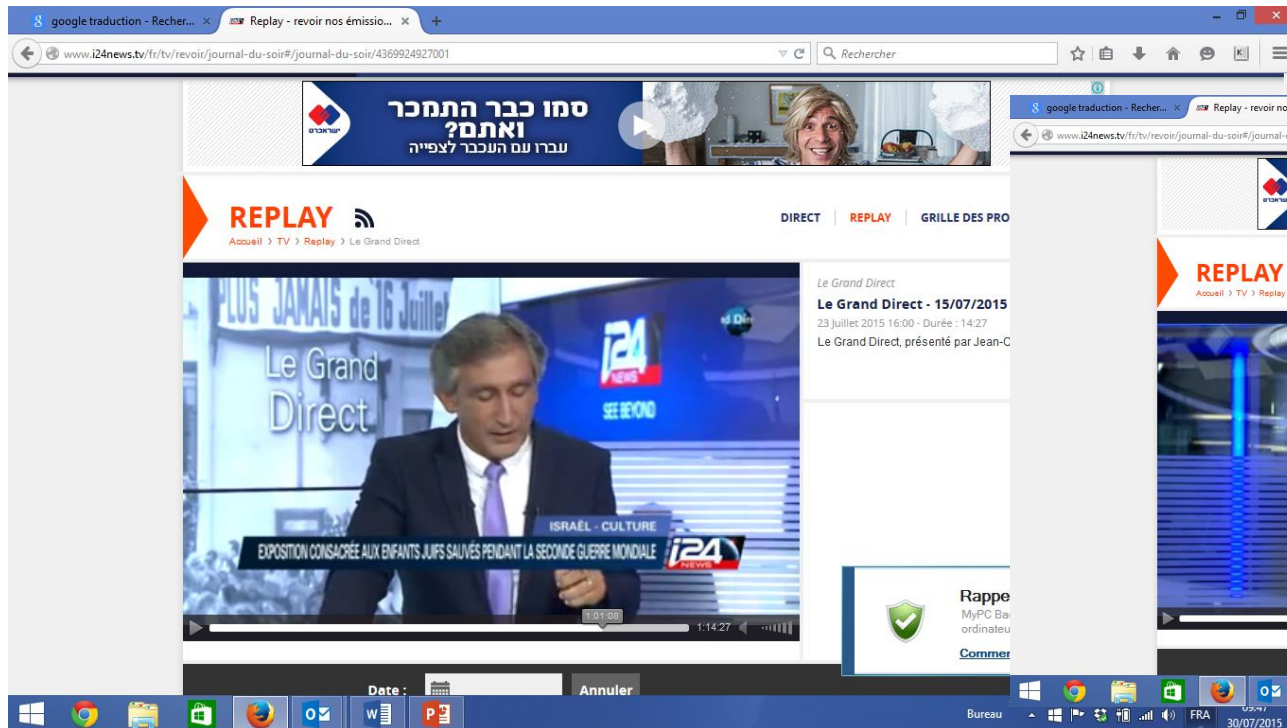 google traduction - Recher...
Replay - revoir nos émissio...
www.i24news.tv/fr/tv/revoir/journal-du-soir#/journal-du-soir/4369924927001
Rechercher
סמו כבר התמכר
ואתם?
עברו עם העכבר לצפייה
ישראכרט
REPLAY
Accueil > TV > Replay > Le Grand Direct
DIRECT
REPLAY
GRILLE DES PRO
PLUS JAMAIS de 16 Juillet
Le Grand
Direct
i24
NEWS
SEE BEYOND
ISRAËL - CULTURE
EXPOSITION CONSACRÉE AUX ENFANTS JUIFS SAUVÉS PENDANT LA SECONDE GUERRE MONDIALE
i24
NEWS
1:01:08
1:14:27
Le Grand Direct
Le Grand Direct - 15/07/2015
23 Juillet 2015 16:00 - Durée : 14:27
Le Grand Direct, présenté par Jean-C
Rappe
MyPC Ba
ordinateu
Commen
Date :
Annuler
google traduction - Recher...
Replay - revoir no
www.i24news.tv/fr/tv/revoir/journal-du-soir#/journal-
ישראכרט
REPLAY
Accueil > TV > Replay
Bureau
FRA
09:47
30/07/2015